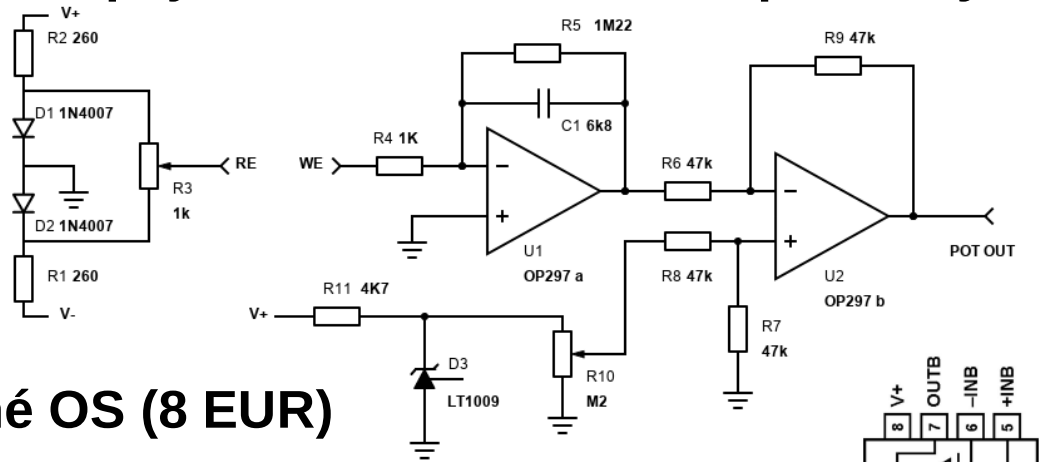 V+
R2 260
D1 1N4007
D2 1N4007
R1 260
V-
R3
1k
RE
WE
R4 1K
R5 1M22
C1 6k8
U1
OP297 a
R6 47k
R8 47k
R9 47k
U2
OP297 b
POT OUT
R7
47k
V+
R11 4K7
D3
LT1009
R10
M2
é OS (8 EUR)
V+
OUTB
–INB
+INB
8
7
6
5